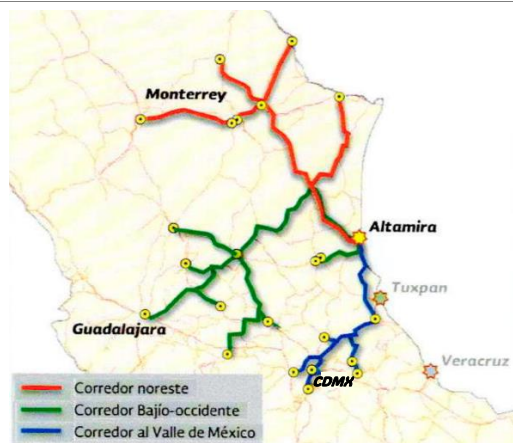 Monterrey
Altamira
Tuxpan
Guadalajara
Veracruz
CDMX
Corredor noreste
Corredor Bajío-occidente
Corredor al Valle de México